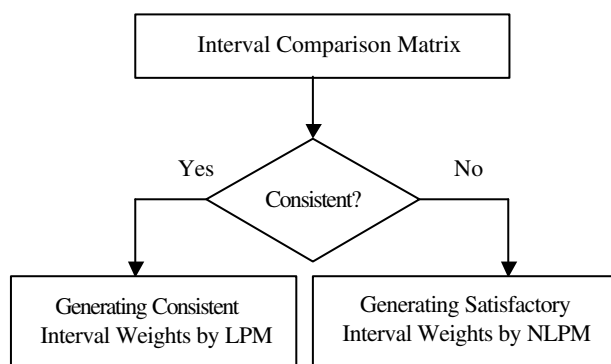 Interval Comparison Matrix
Yes
No
Consistent?
Generating Consistent
Interval Weights by LPM
Generating Satisfactory
Interval Weights by NLPM